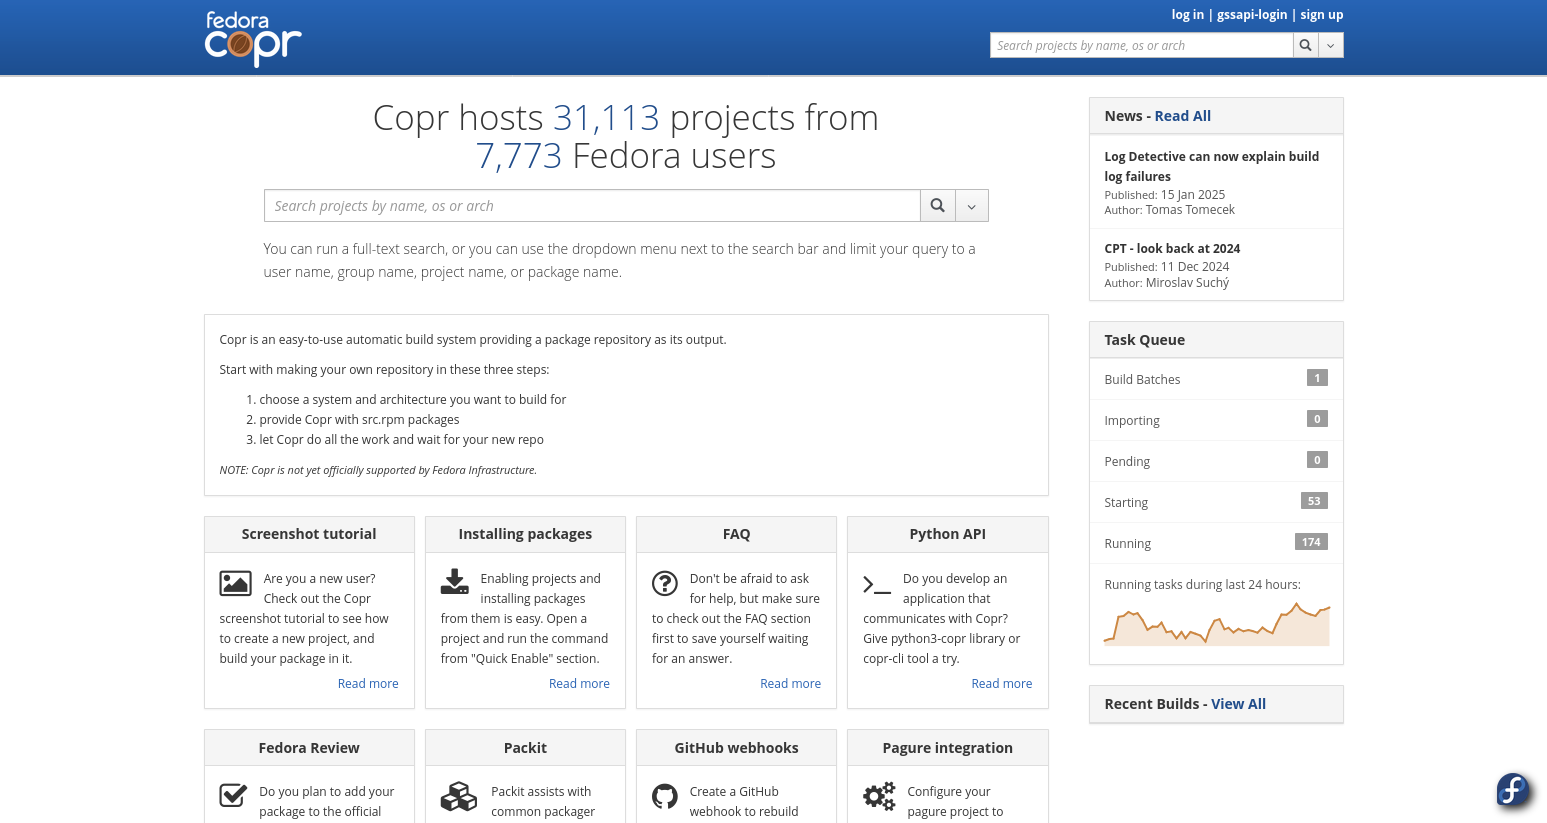 fedora
copr
log in | gssapi-login | sign up
Search projects by name, os or arch
Copr hosts 31,113 projects from
7,773 Fedora users
Search projects by name, os or arch
You can run a full-text search, or you can use the dropdown menu next to the search bar and limit your query to a
user name, group name, project name, or package name.
Copr is an easy-to-use automatic build system providing a package repository as its output.
Start with making your own repository in these three steps:
1. choose a system and architecture you want to build for
2. provide Copr with src.rpm packages
3. let Copr do all the work and wait for your new repo
NOTE: Copr is not yet officially supported by Fedora Infrastructure.
Screenshot tutorial
Are you a new user?
Check out the Copr
screenshot tutorial to see how
to create a new project, and
build your package in it.
Read more
Installing packages
Enabling projects and
installing packages
from them is easy. Open a
project and run the command
from "Quick Enable" section.
Read more
FAQ
Don't be afraid to ask
for help, but make sure
to check out the FAQ section
first to save yourself waiting
for an answer.
Read more
Python API
Do you develop an
application that
communicates with Copr?
Give python3-copr library or
copr-cli tool a try.
Read more
Fedora Review
Do you plan to add your
package to the official
Packit
Packit assists with
common packager
GitHub webhooks
Create a GitHub
webhook to rebuild
Pagure integration
Configure your
pagure project to
News - Read All
Log Detective can now explain build
log failures
Published: 15 Jan 2025
Author: Tomas Tomecek
CPT - look back at 2024
Published: 11 Dec 2024
Author: Miroslav Suchý
Task Queue
Build Batches 1
Importing 0
Pending 0
Starting 53
Running 174
Running tasks during last 24 hours:
Recent Builds - View All